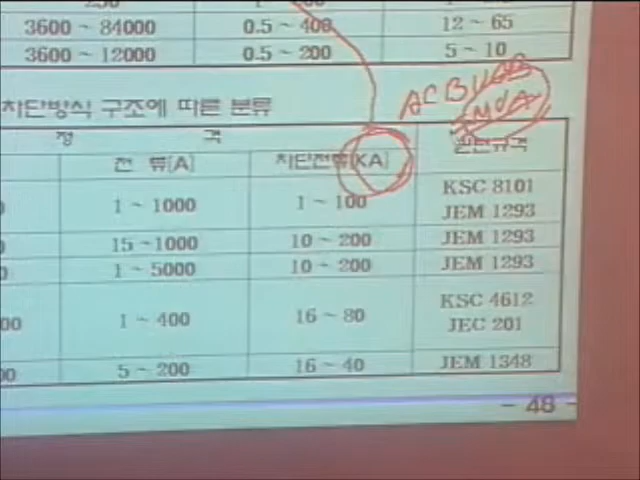 3600 ~ 84000 0.5 ~ 400 12 ~ 65
3600 ~ 12000 0.5 ~ 200 5 ~ 10
차단방식 구조에 따른 분류
정 격
전 류[A] 차단전류[KA]
1 ~ 1000 1 ~ 100 KSC 8101
JEM 1293
15 ~1000 10 ~ 200 JEM 1293
1 ~ 5000 10 ~ 200 JEM 1293
00 1 ~ 400 16 ~ 80 KSC 4612
JEC 201
00 5 ~ 200 16 ~ 40 JEM 1348
- 48 -